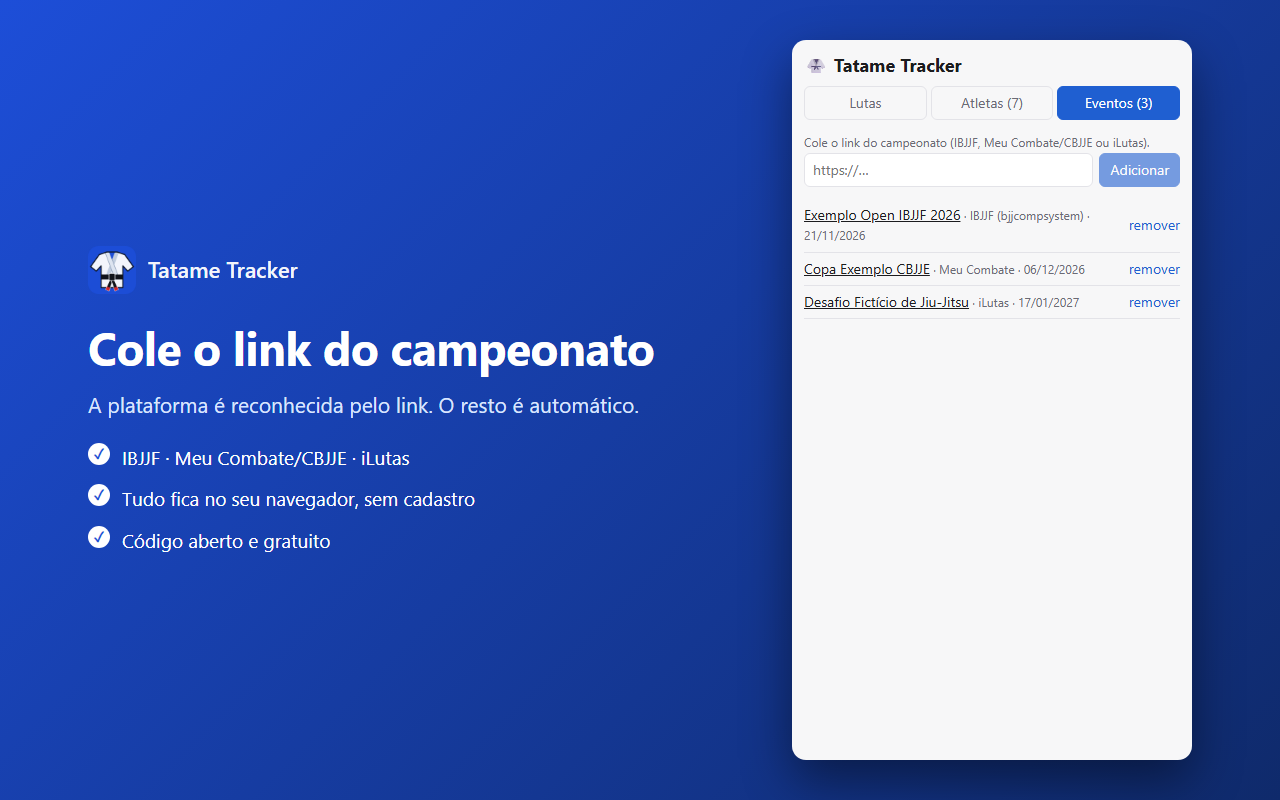 Tatame Tracker
Cole o link do campeonato
A plataforma é reconhecida pelo link. O resto é automático.
IBJJF · Meu Combate/CBJJE · iLutas
Tudo fica no seu navegador, sem cadastro
Código aberto e gratuito
Tatame Tracker
Lutas
Atletas (7)
Eventos (3)
Cole o link do campeonato (IBJJF, Meu Combate/CBJJE ou iLutas).
https://...
Adicionar
Exemplo Open IBJJF 2026 · IBJJF (bjjcompsystem) ·
21/11/2026
remover
Copa Exemplo CBJJE · Meu Combate · 06/12/2026
remover
Desafio Fictício de Jiu-Jitsu · iLutas · 17/01/2027
remover